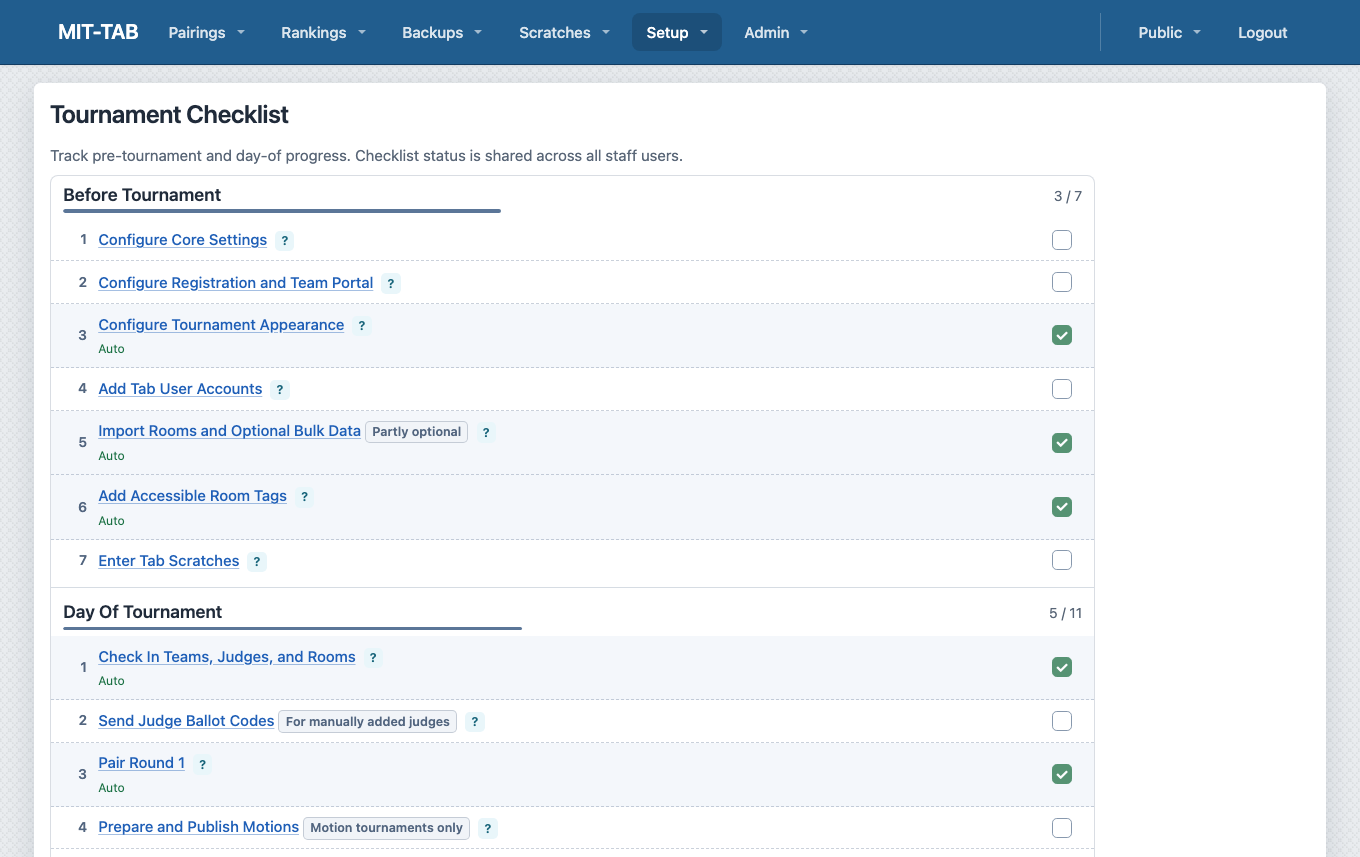 MIT-TAB Pairings Rankings Backups Scratches Setup Admin Public Logout
Tournament Checklist
Track pre-tournament and day-of progress. Checklist status is shared across all staff users.
Before Tournament 3 / 7
1 Configure Core Settings ?
2 Configure Registration and Team Portal ?
3 Configure Tournament Appearance ?
Auto
4 Add Tab User Accounts ?
5 Import Rooms and Optional Bulk Data Partly optional ?
Auto
6 Add Accessible Room Tags ?
Auto
7 Enter Tab Scratches ?
Day Of Tournament 5 / 11
1 Check In Teams, Judges, and Rooms ?
Auto
2 Send Judge Ballot Codes For manually added judges ?
3 Pair Round 1 ?
Auto
4 Prepare and Publish Motions Motion tournaments only ?